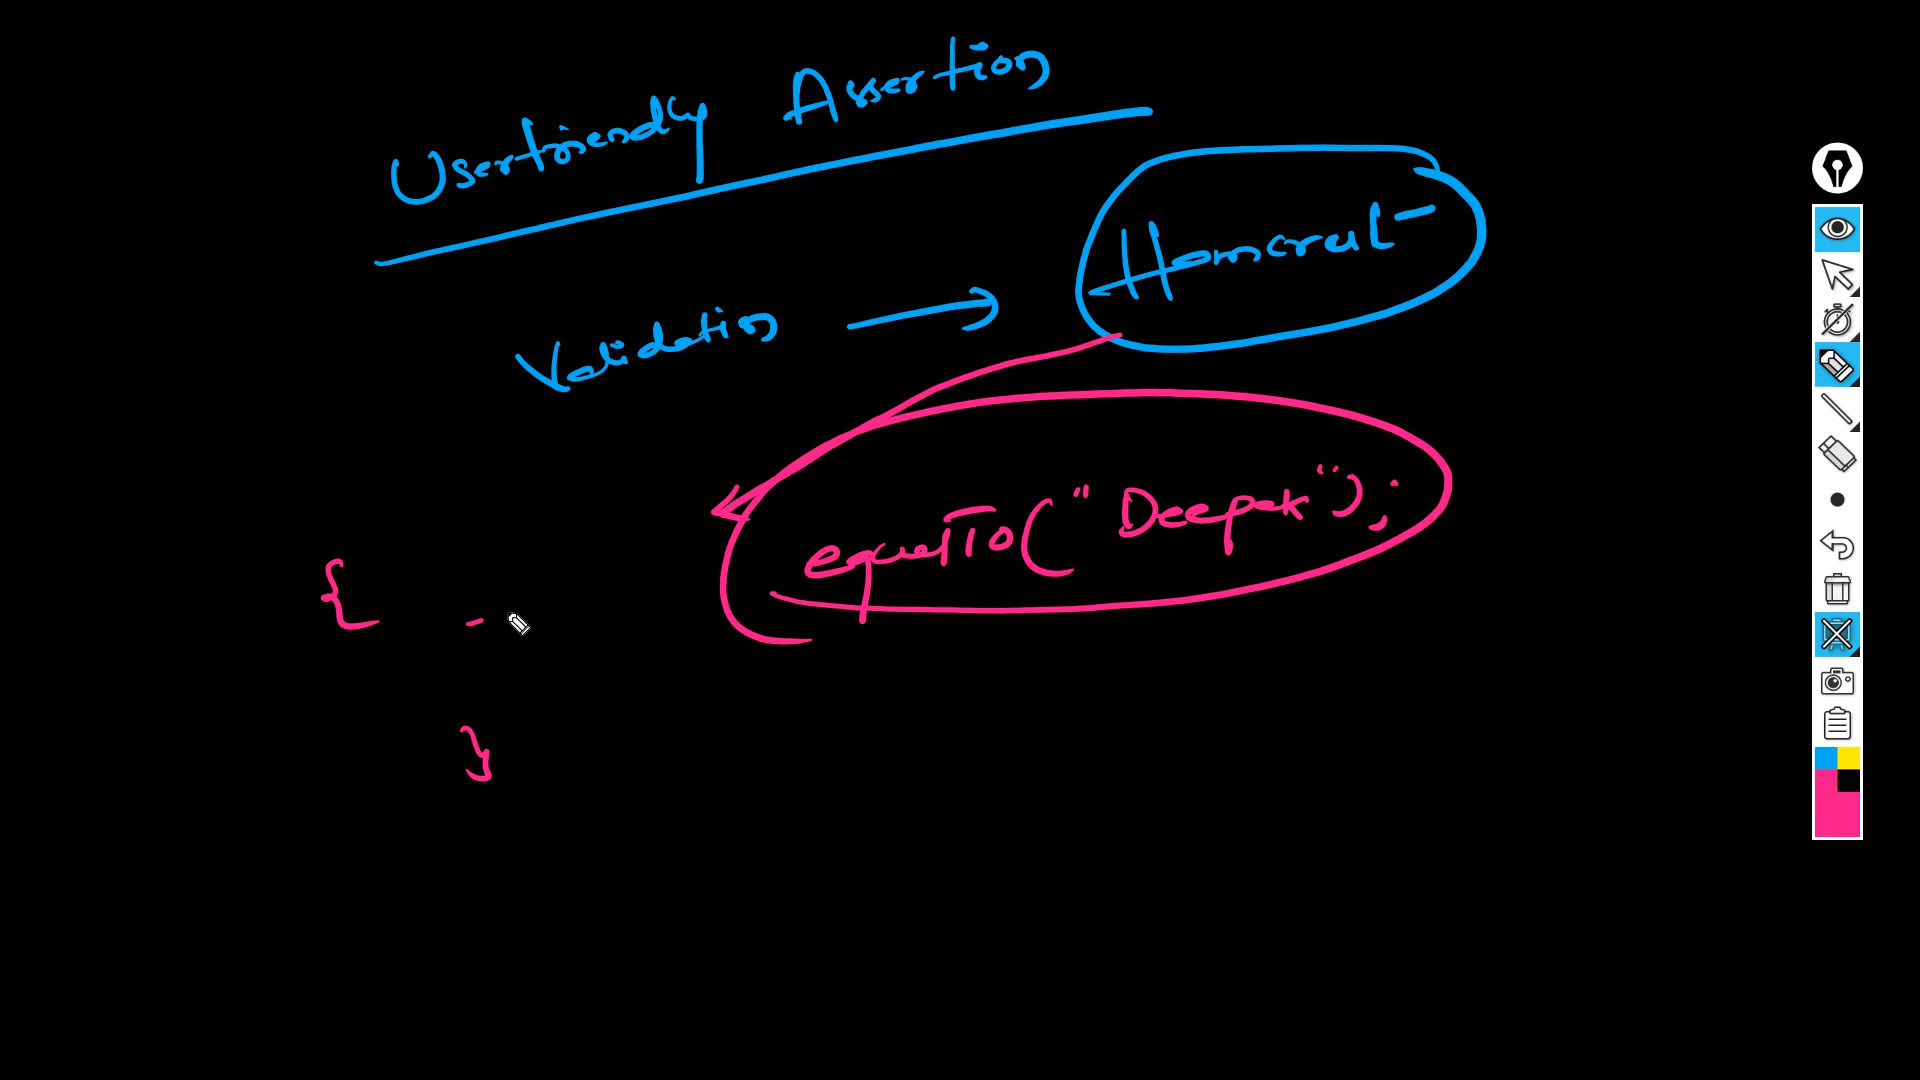 Userfriendly Assertion
Hamcrest
Validation →
equalTo("Deepak");
{ -
}